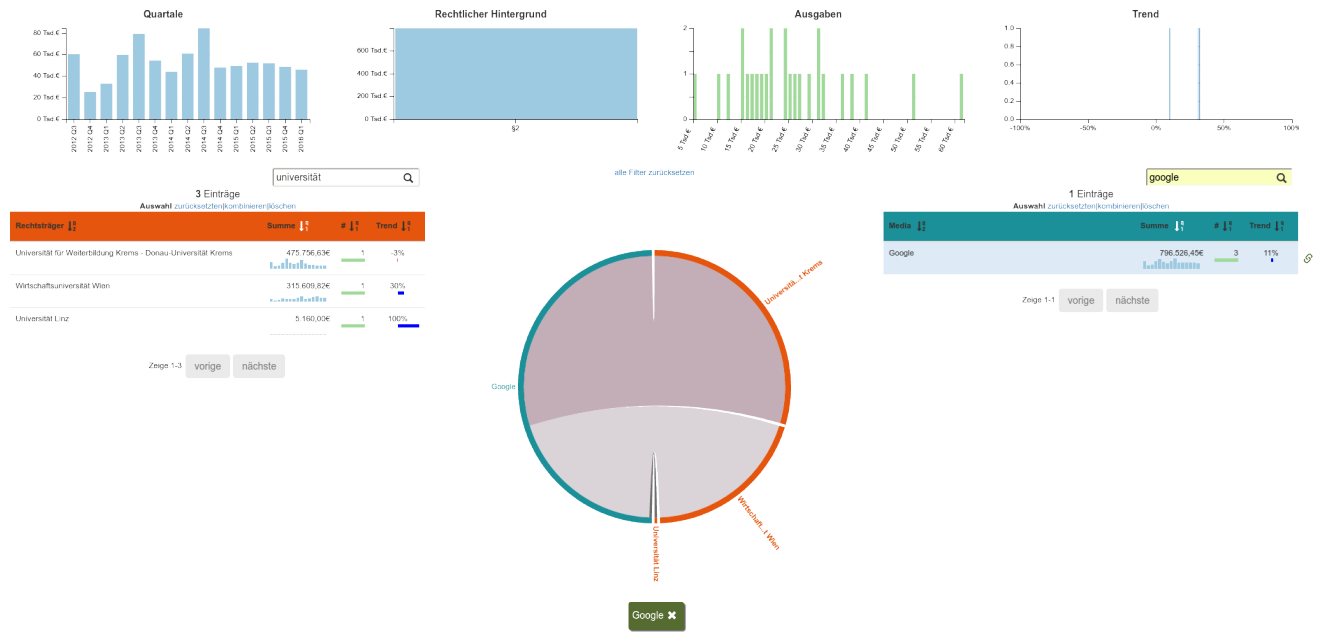 Quartale
80 Tsd.€
60 Tsd.€
40 Tsd.€
20 Tsd.€
0 Tsd.€
2012 Q3
2012 Q4
2013 Q1
2013 Q2
2013 Q3
2013 Q4
2014 Q1
2014 Q2
2014 Q3
2014 Q4
2015 Q1
2015 Q2
2015 Q3
2015 Q4
2016 Q1
Rechtlicher Hintergrund
600 Tsd.€
400 Tsd.€
200 Tsd.€
0 Tsd.€
§2
Ausgaben
2
1
0
5 Tsd.€
10 Tsd.€
15 Tsd.€
20 Tsd.€
25 Tsd.€
30 Tsd.€
35 Tsd.€
40 Tsd.€
45 Tsd.€
50 Tsd.€
55 Tsd.€
60 Tsd.€
Trend
1.0
0.8
0.6
0.4
0.2
0.0
-100%
-50%
0%
50%
100%
universität
3 Einträge
Auswahl zurücksetzten|kombinieren|löschen
Rechtsträger Summe # Trend
Universität für Weiterbildung Krems - Donau-Universität Krems 475.756,63€ 1 -3%
Wirtschaftsuniversität Wien 315.609,82€ 1 30%
Universität Linz 5.160,00€ 1 100%
Zeige 1-3 vorige nächste
alle Filter zurücksetzen
Google
Universitä...t Krems
Wirtschaft...t Wien
Universität Linz
Google ✖
google
1 Einträge
Auswahl zurücksetzten|kombinieren|löschen
Media Summe # Trend
Google 796.526,45€ 3 11%
Zeige 1-1 vorige nächste